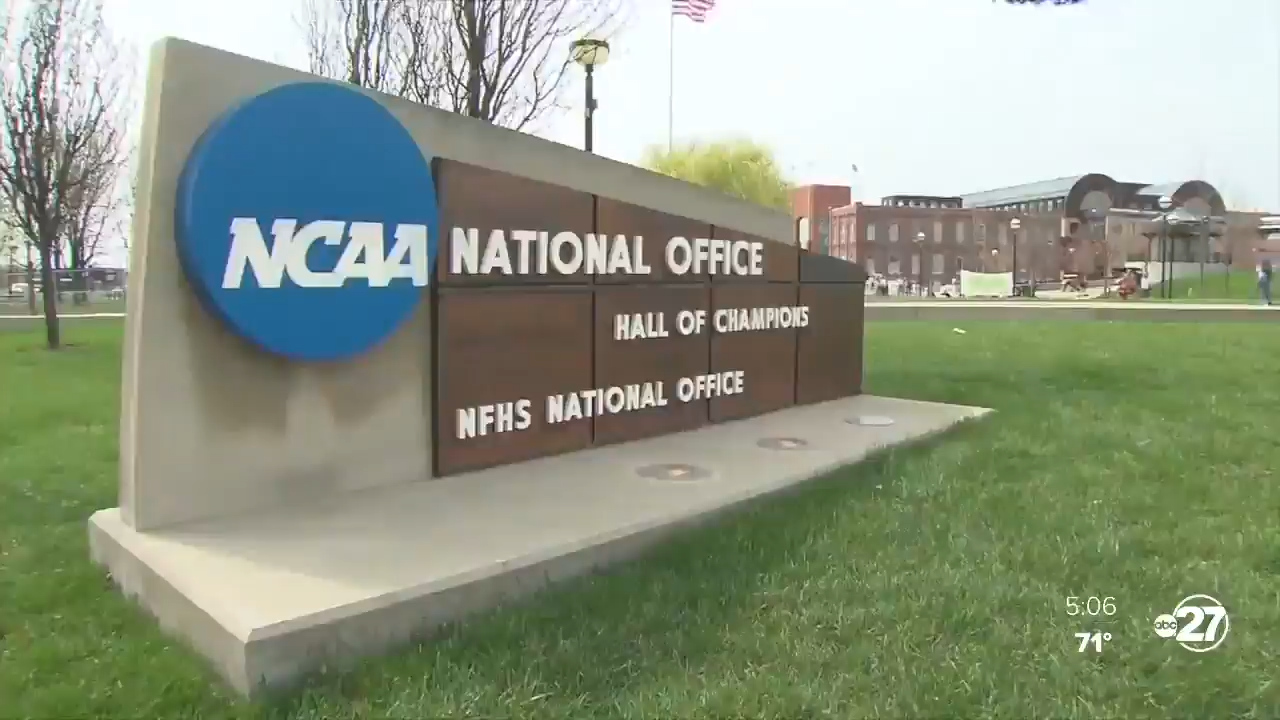 NCAA
NATIONAL OFFICE
HALL OF CHAMPIONS
NFHS NATIONAL OFFICE
5:06
71°
abc 27